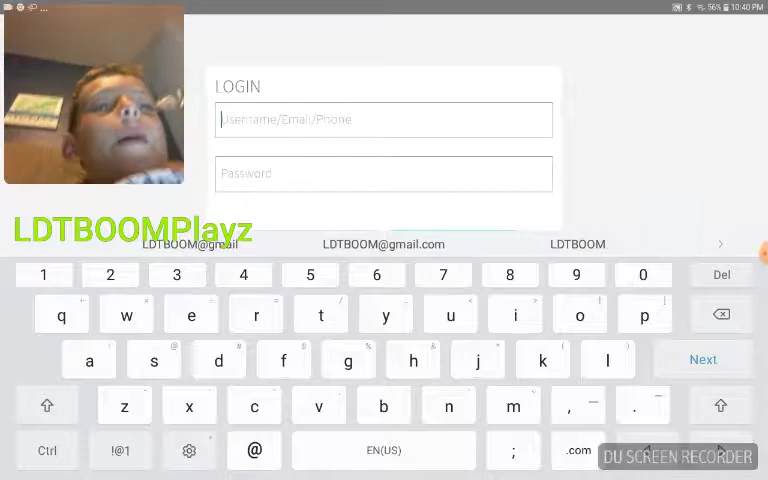 56% 10:40 PM
LOGIN
Username/Email/Phone
Password
LDTBOOMPlayz
LDTBOOM@gmail LDTBOOM@gmail.com LDTBOOM
1 2 3 4 5 6 7 8 9 0 Del
q w e r t y u i o p
a s d f g h j k l Next
z x c v b n m , .
Ctrl !@1 @ EN(US) ; .com
DU SCREEN RECORDER